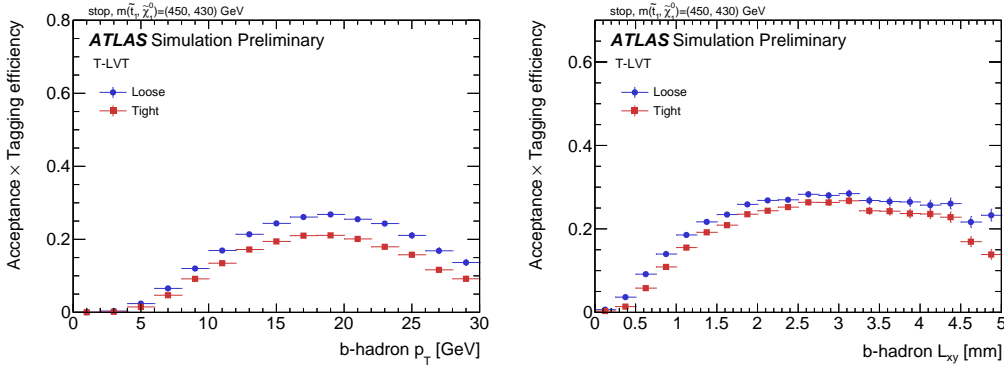 stop, m(t̃₁, χ̃₁⁰)=(450, 430) GeV
0.8
ATLAS Simulation Preliminary
T-LVT
Loose
Tight
0.6
0.4
0.2
0
0 5 10 15 20 25 30
Acceptance × Tagging efficiency
b-hadron p_T [GeV]
stop, m(t̃₁, χ̃₁⁰)=(450, 430) GeV
ATLAS Simulation Preliminary
T-LVT
Loose
Tight
0.6
0.4
0.2
0
0 0.5 1 1.5 2 2.5 3 3.5 4 4.5 5
Acceptance × Tagging efficiency
b-hadron L_xy [mm]